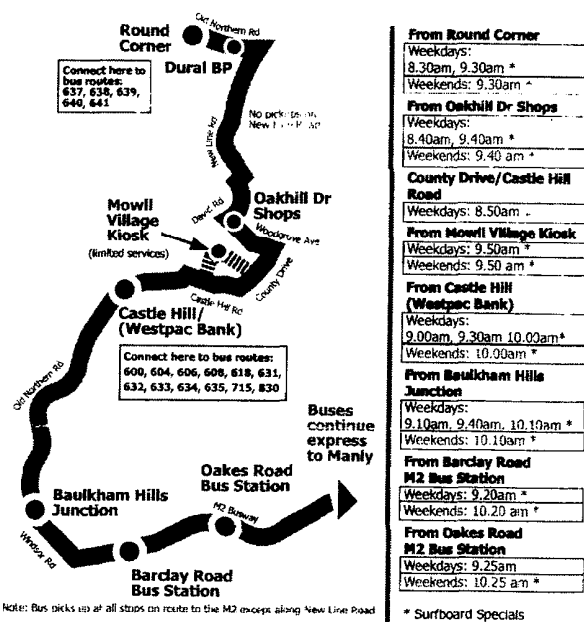 Old Northern Rd
Round
Corner
Dural BP
Connect here to
bus routes:
637, 638, 639,
640, 641
No pickups on
New Line Road
New Line Rd
Mowll
Village
Kiosk
(limited services)
David Rd
Oakhill Dr
Shops
Woodgrove Ave
County Drive
Castle Hill Rd
Castle Hill/
(Westpac Bank)
Connect here to bus routes:
600, 604, 606, 608, 618, 631,
632, 633, 634, 635, 715, 830
Old Northern Rd
Buses
continue
express
to Manly
Oakes Road
Bus Station
Baulkham Hills
Junction
M2 Busway
Windsor Rd
Barclay Road
Bus Station
Note: Bus picks up at all stops on route to the M2 except along New Line Road
From Round Corner
Weekdays:
8.30am, 9.30am *
Weekends: 9.30am *
From Oakhill Dr Shops
Weekdays:
8.40am, 9.40am *
Weekends: 9.40 am *
County Drive/Castle Hill
Road
Weekdays: 8.50am
From Mowll Village Kiosk
Weekdays: 9.50am *
Weekends: 9.50 am *
From Castle Hill
(Westpac Bank)
Weekdays:
9.00am, 9.30am 10.00am*
Weekends: 10.00am *
From Baulkham Hills
Junction
Weekdays:
9.10am, 9.40am, 10.10am *
Weekends: 10.10am *
From Barclay Road
M2 Bus Station
Weekdays: 9.20am *
Weekends: 10.20 am *
From Oakes Road
M2 Bus Station
Weekdays: 9.25am
Weekends: 10.25 am *
* Surfboard Specials